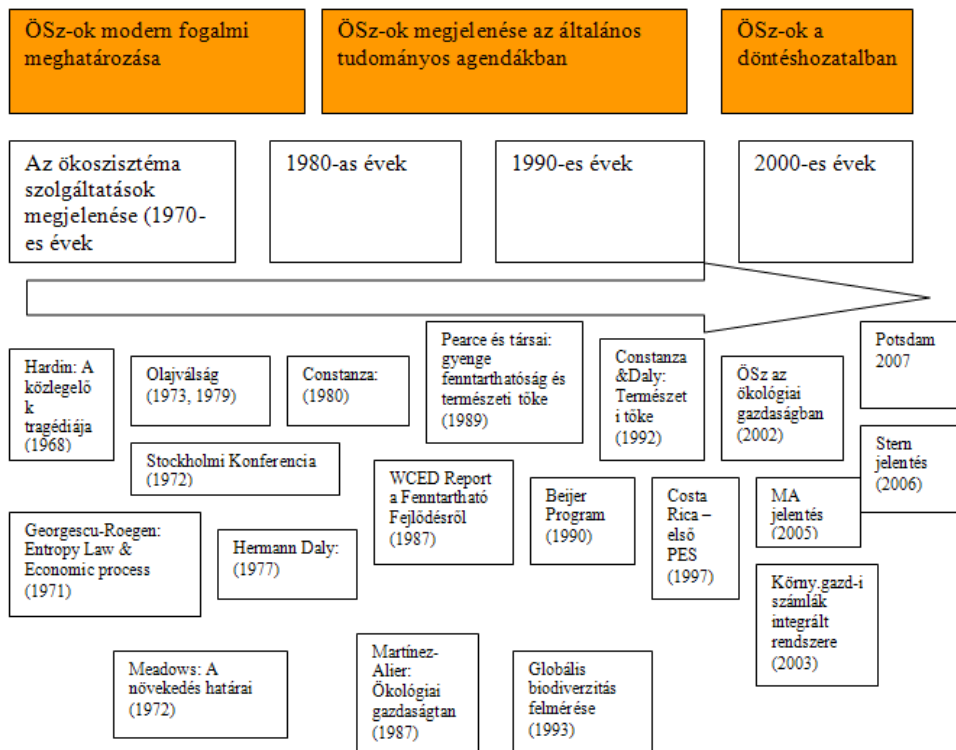 ÖSz-ok modern fogalmi
meghatározása
ÖSz-ok megjelenése az általános
tudományos agendákban
ÖSz-ok a
döntéshozatalban
Az ökoszisztéma
szolgáltatások
megjelenése (1970-
es évek
1980-as évek
1990-es évek
2000-es évek
Hardin: A
közlegelő
k
tragédiája
(1968)
Olajválság
(1973, 1979)
Constanza:
(1980)
Pearce és társai:
gyenge
fenntarthatóság és
természeti tőke
(1989)
Constanza
&Daly:
Természet
i tőke
(1992)
ÖSz az
ökológiai
gazdaságban
(2002)
Potsdam
2007
Stockholmi Konferencia
(1972)
WCED Report
a Fenntartható
Fejlődésről
(1987)
Beijer
Program
(1990)
Costa
Rica –
első
PES
(1997)
MA
jelentés
(2005)
Stern
jelentés
(2006)
Georgescu-Roegen:
Entropy Law &
Economic process
(1971)
Hermann Daly:
(1977)
Körny.gazd-i
számlák
integrált
rendszere
(2003)
Meadows: A
növekedés határai
(1972)
Martínez-
Alier:
Ökológiai
gazdaságtan
(1987)
Globális
biodiverzitás
felmérése
(1993)